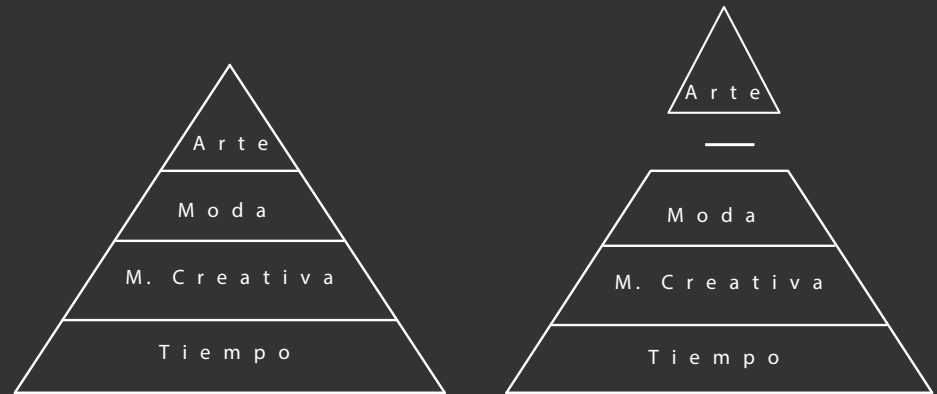 Arte
Moda
M. Creativa
Tiempo
Arte
Moda
M. Creativa
Tiempo